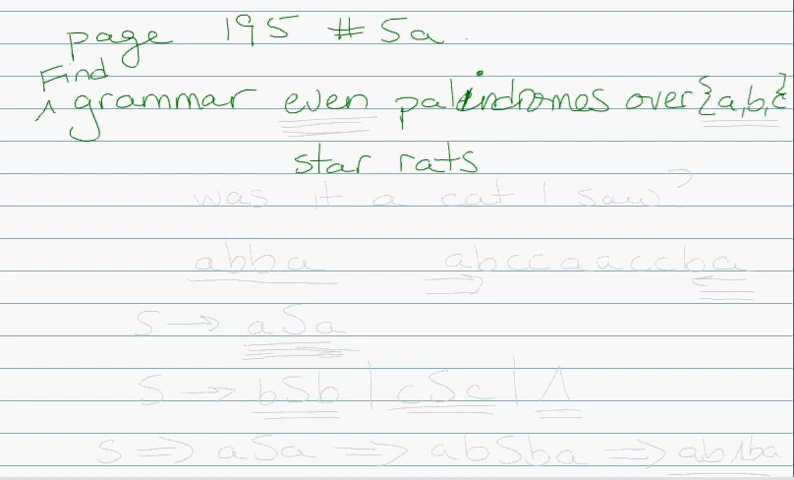 page 195 # 5a.
Find
^ grammar even palindromes over {a,b,c}
star rats
was it a cat I saw?
abba abccaaccba
S → aSa
S → bSb | cSc | Λ
S ⇒ aSa ⇒ abSba ⇒ abΛba